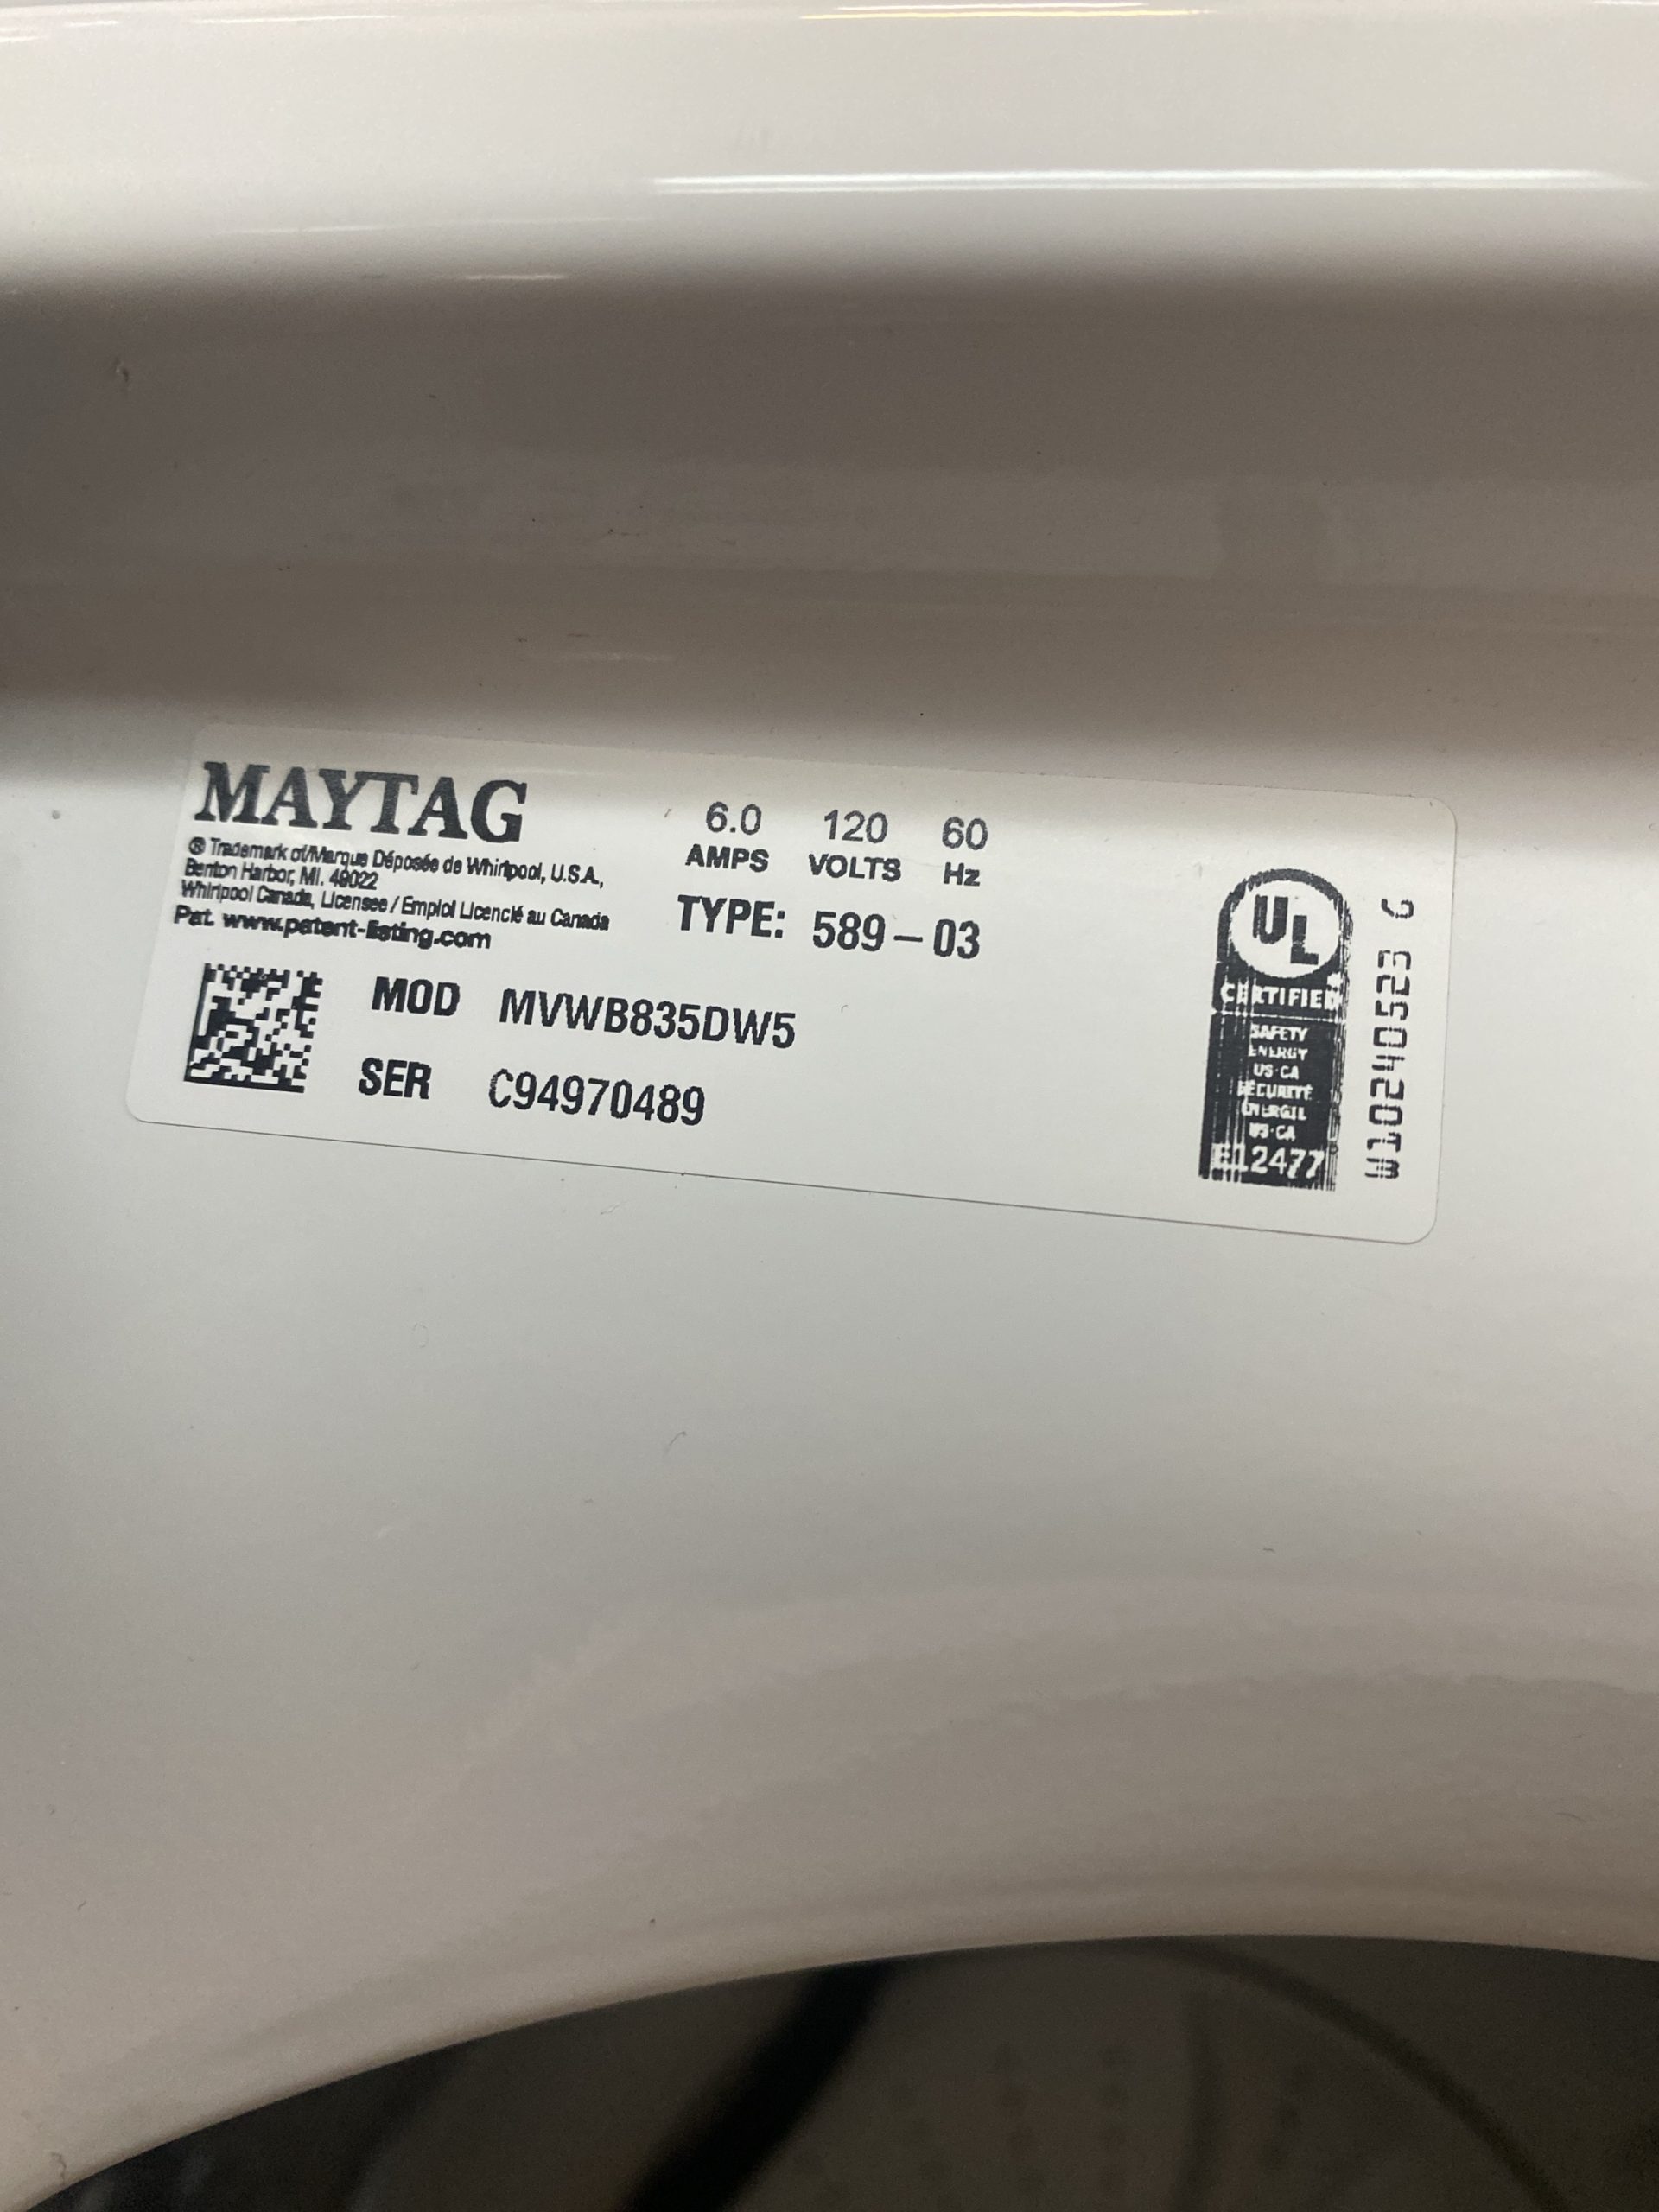 MAYTAG
® Trademark of/Marque Déposée de Whirlpool, U.S.A.,
Benton Harbor, MI. 49022
Whirlpool Canada, Licensee / Emploi Licencié au Canada
Pat. www.patent-listing.com
6.0 120 60
AMPS VOLTS Hz
TYPE: 589-03
MOD MVWB835DW5
SER C94970489
UL
CERTIFIED
SAFETY
ENERGY
US-CA
SÉCURITÉ
ÉNERGIE
US-CA
E12477
W10240523 G